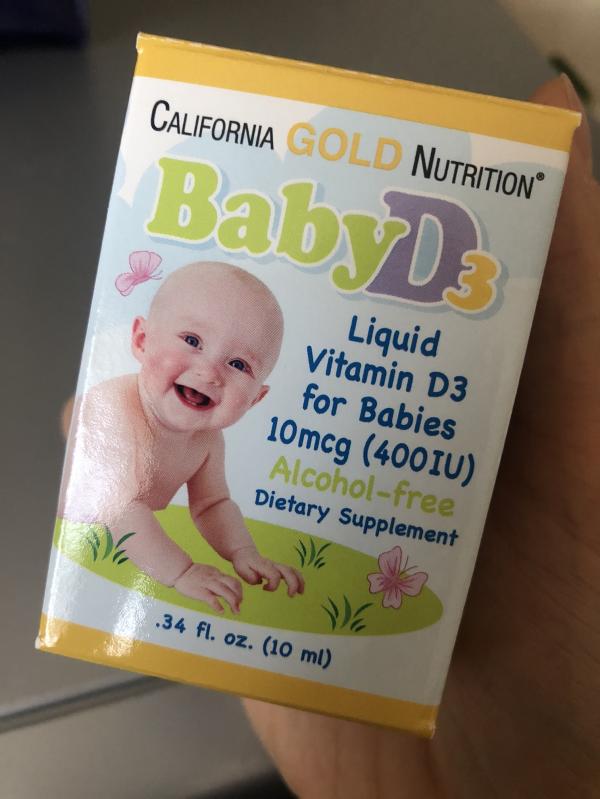 CALIFORNIA GOLD NUTRITION®
BabyD3
Liquid
Vitamin D3
for Babies
10mcg (400IU)
Alcohol-free
Dietary Supplement
.34 fl. oz. (10 ml)